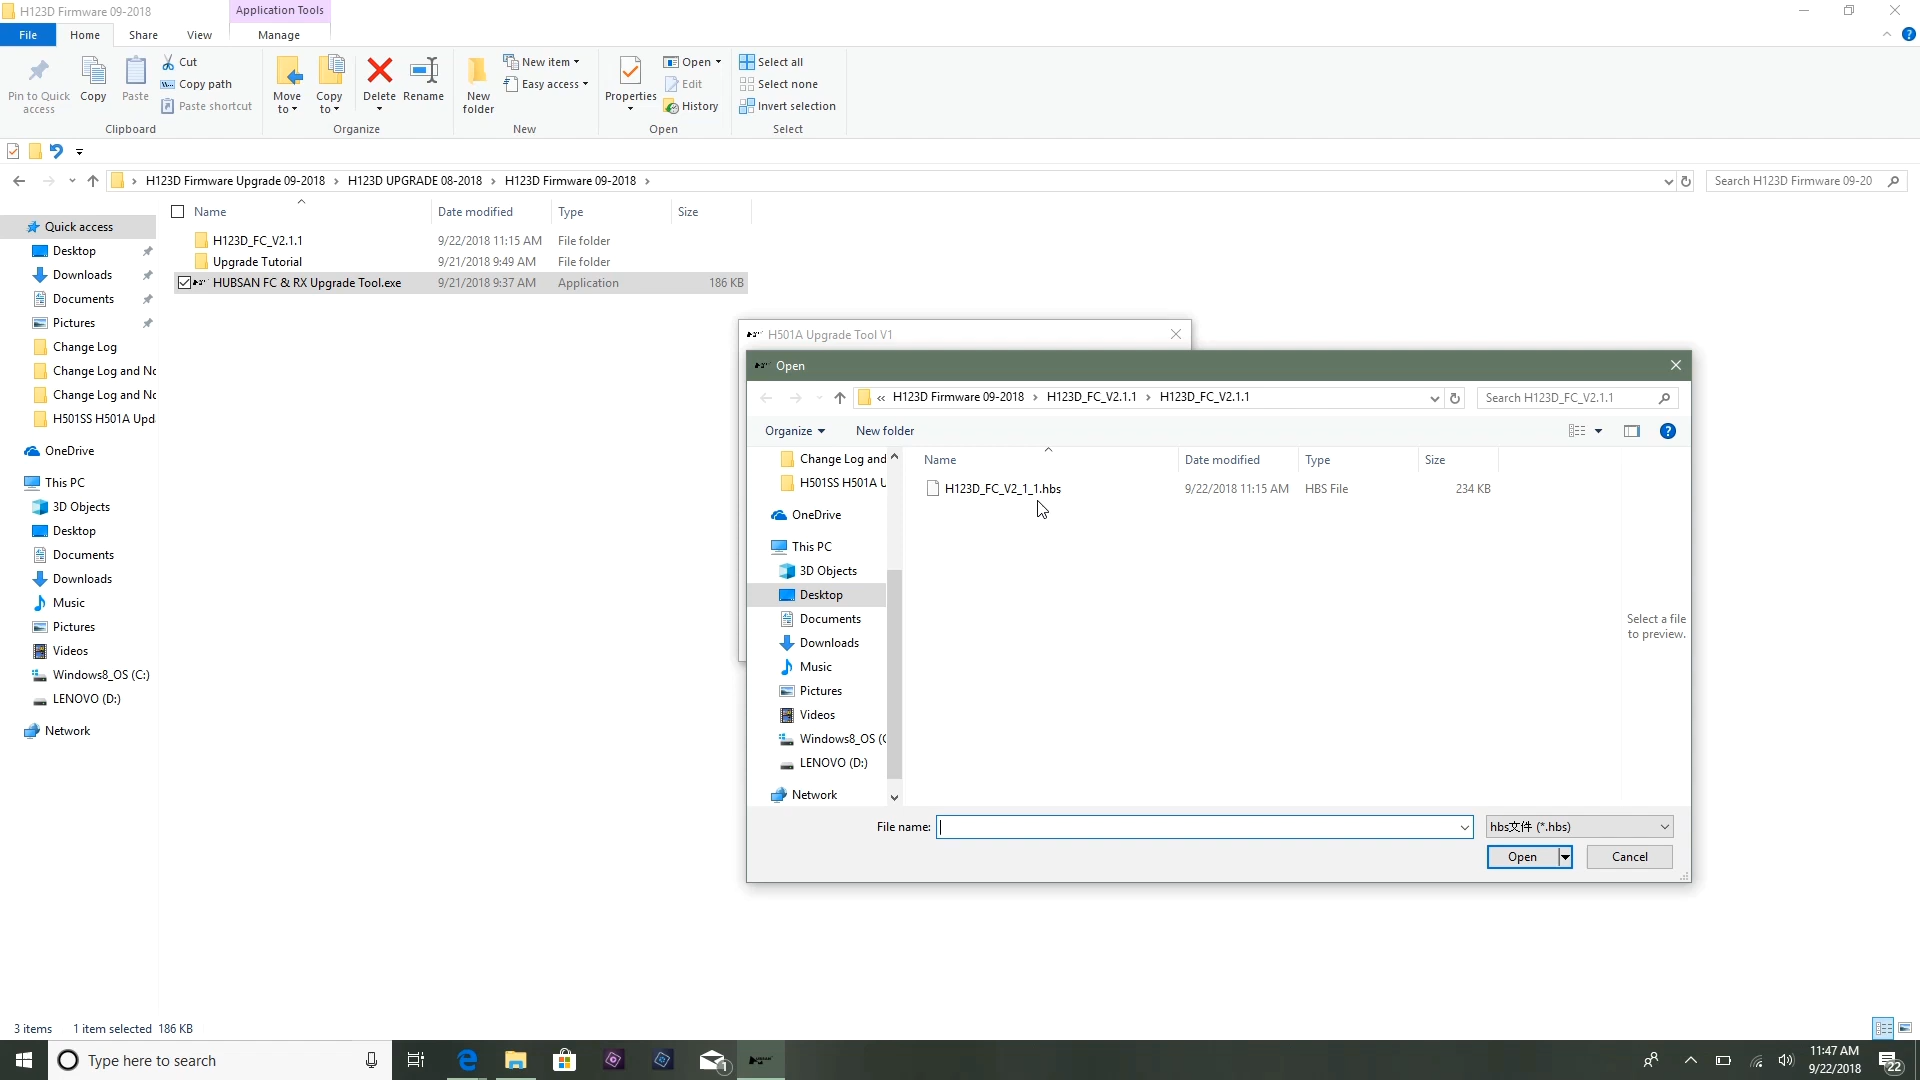 H123D Firmware 09-2018
Application Tools
File
Home
Share
View
Manage
Pin to Quick access
Copy
Paste
Cut
Copy path
Paste shortcut
Clipboard
Move to
Copy to
Delete
Rename
Organize
New folder
New item
Easy access
New
Properties
Open
Edit
History
Open
Select all
Select none
Invert selection
Select
H123D Firmware Upgrade 09-2018 › H123D UPGRADE 08-2018 › H123D Firmware 09-2018 ›
Search H123D Firmware 09-20
Name Date modified Type Size
H123D_FC_V2.1.1 9/22/2018 11:15 AM File folder
Upgrade Tutorial 9/21/2018 9:49 AM File folder
HUBSAN FC & RX Upgrade Tool.exe 9/21/2018 9:37 AM Application 186 KB
Quick access
Desktop
Downloads
Documents
Pictures
Change Log
Change Log and No
Change Log and No
H501SS H501A Upd
OneDrive
This PC
3D Objects
Desktop
Documents
Downloads
Music
Pictures
Videos
Windows8_OS (C:)
LENOVO (D:)
Network
H501A Upgrade Tool V1
Open
« H123D Firmware 09-2018 › H123D_FC_V2.1.1 › H123D_FC_V2.1.1
Search H123D_FC_V2.1.1
Organize
New folder
Name Date modified Type Size
H123D_FC_V2_1_1.hbs 9/22/2018 11:15 AM HBS File 234 KB
Change Log and
H501SS H501A U
OneDrive
This PC
3D Objects
Desktop
Documents
Downloads
Music
Pictures
Videos
Windows8_OS (C
LENOVO (D:)
Network
Select a file
to preview.
File name:
hbs文件 (*.hbs)
Open
Cancel
3 items 1 item selected 186 KB
Type here to search
1
11:47 AM
9/22/2018
22